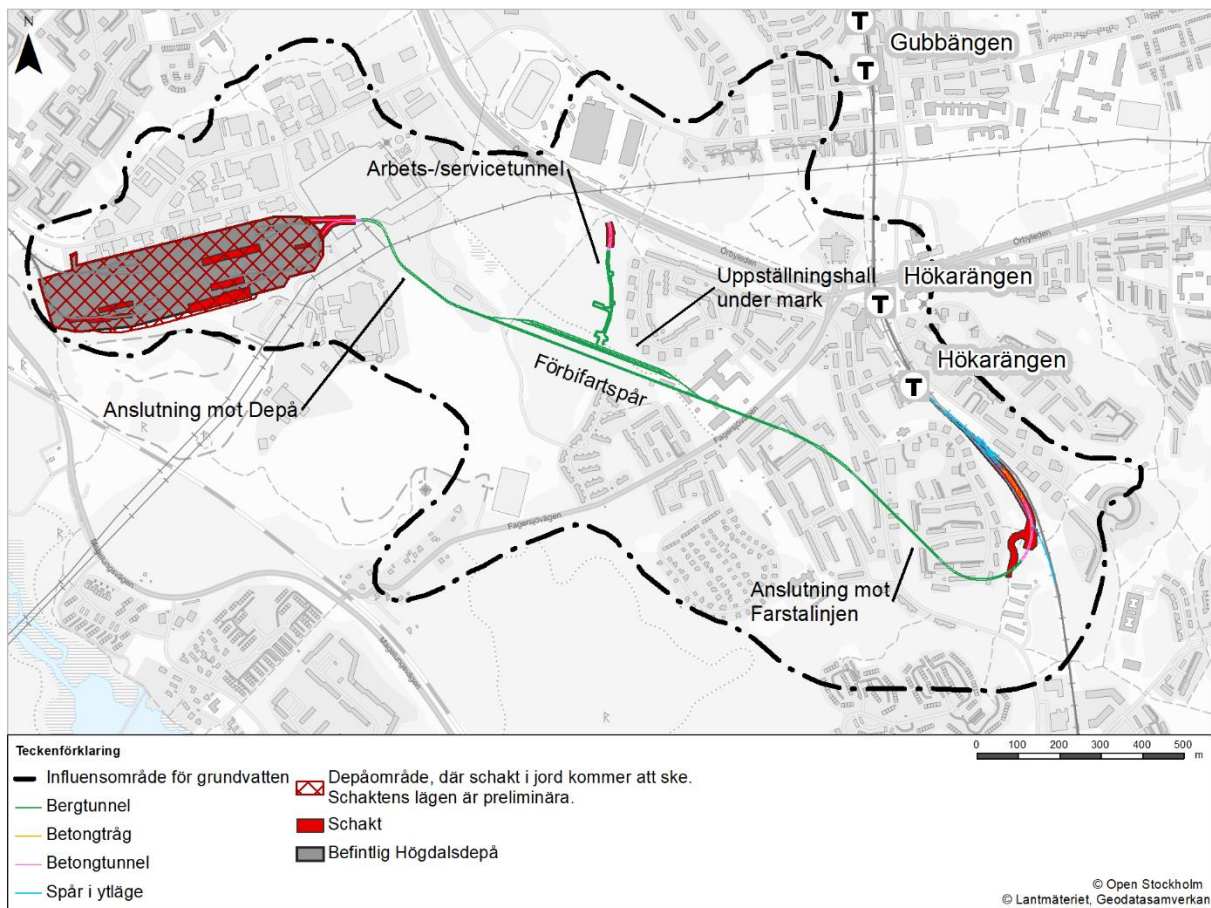 N
T
Gubbängen
T
Arbets-/servicetunnel
Örbyleden
Örbyleden
Uppställningshall
under mark
Hökarängen
T
Hökarängen
T
Förbifartspår
Anslutning mot Depå
Fagersjövägen
Fagersjövägen
Magelungsvägen
Anslutning mot
Farstalinjen
Magelungsvägen
R
R
R
R
Teckenförklaring
Influensområde för grundvatten
Bergtunnel
Betongtråg
Betongtunnel
Spår i ytläge
Depåområde, där schakt i jord kommer att ske.
Schaktens lägen är preliminära.
Schakt
Befintlig Högdalsdepå
0 100 200 300 400 500
m
© Open Stockholm
© Lantmäteriet, Geodatasamverkan